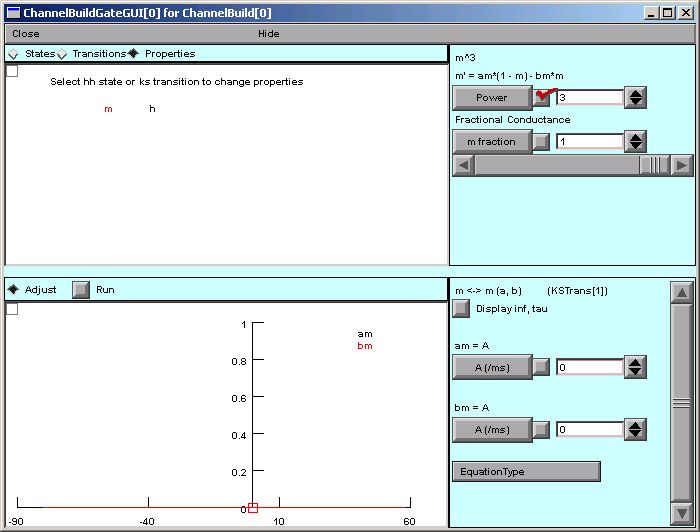 ChannelBuildGateGUI[0] for ChannelBuild[0]
Close Hide
States Transitions Properties
Select hh state or ks transition to change properties
m h
m^3
m' = am*(1 - m) - bm*m
Power 3
Fractional Conductance
m fraction 1
Adjust Run
am
bm
1
0.8
0.6
0.4
0.2
0
-90 -40 10 60
m <-> m (a, b) (KSTrans[1])
Display inf, tau
am = A
A (/ms) 0
bm = A
A (/ms) 0
EquationType